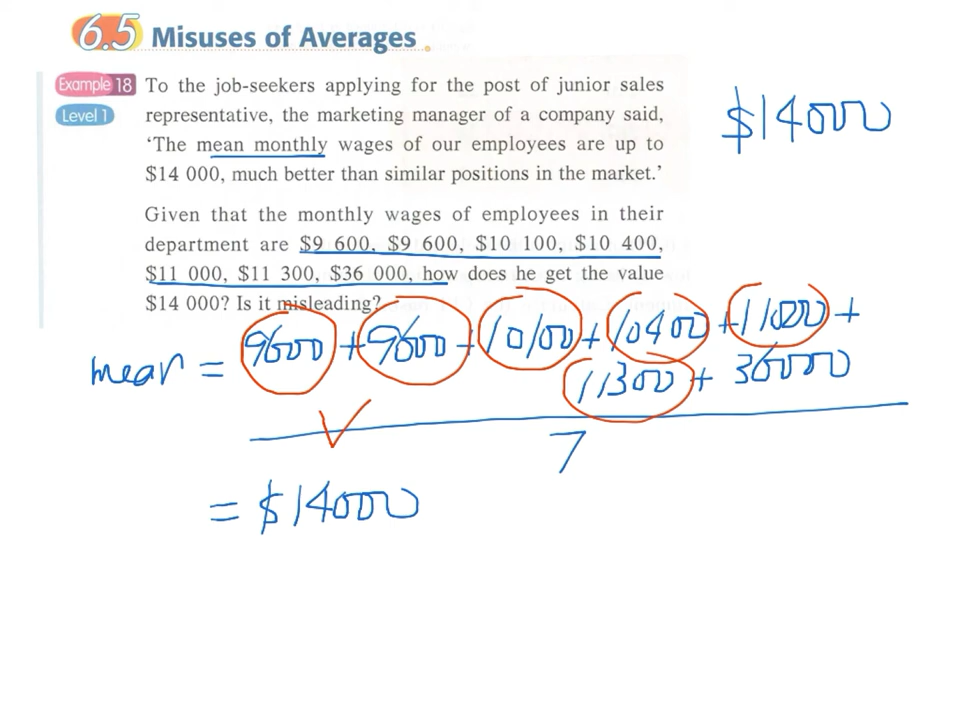 6.5 Misuses of Averages
Example 18
Level 1
To the job-seekers applying for the post of junior sales
representative, the marketing manager of a company said,
‘The mean monthly wages of our employees are up to
$14 000, much better than similar positions in the market.’
Given that the monthly wages of employees in their
department are $9 600, $9 600, $10 100, $10 400,
$11 000, $11 300, $36 000, how does he get the value
$14 000? Is it misleading?
$14000
mean = 9600 + 9600 + 10100 + 10400 + 11000 +
11300 + 36000
7
= $14000